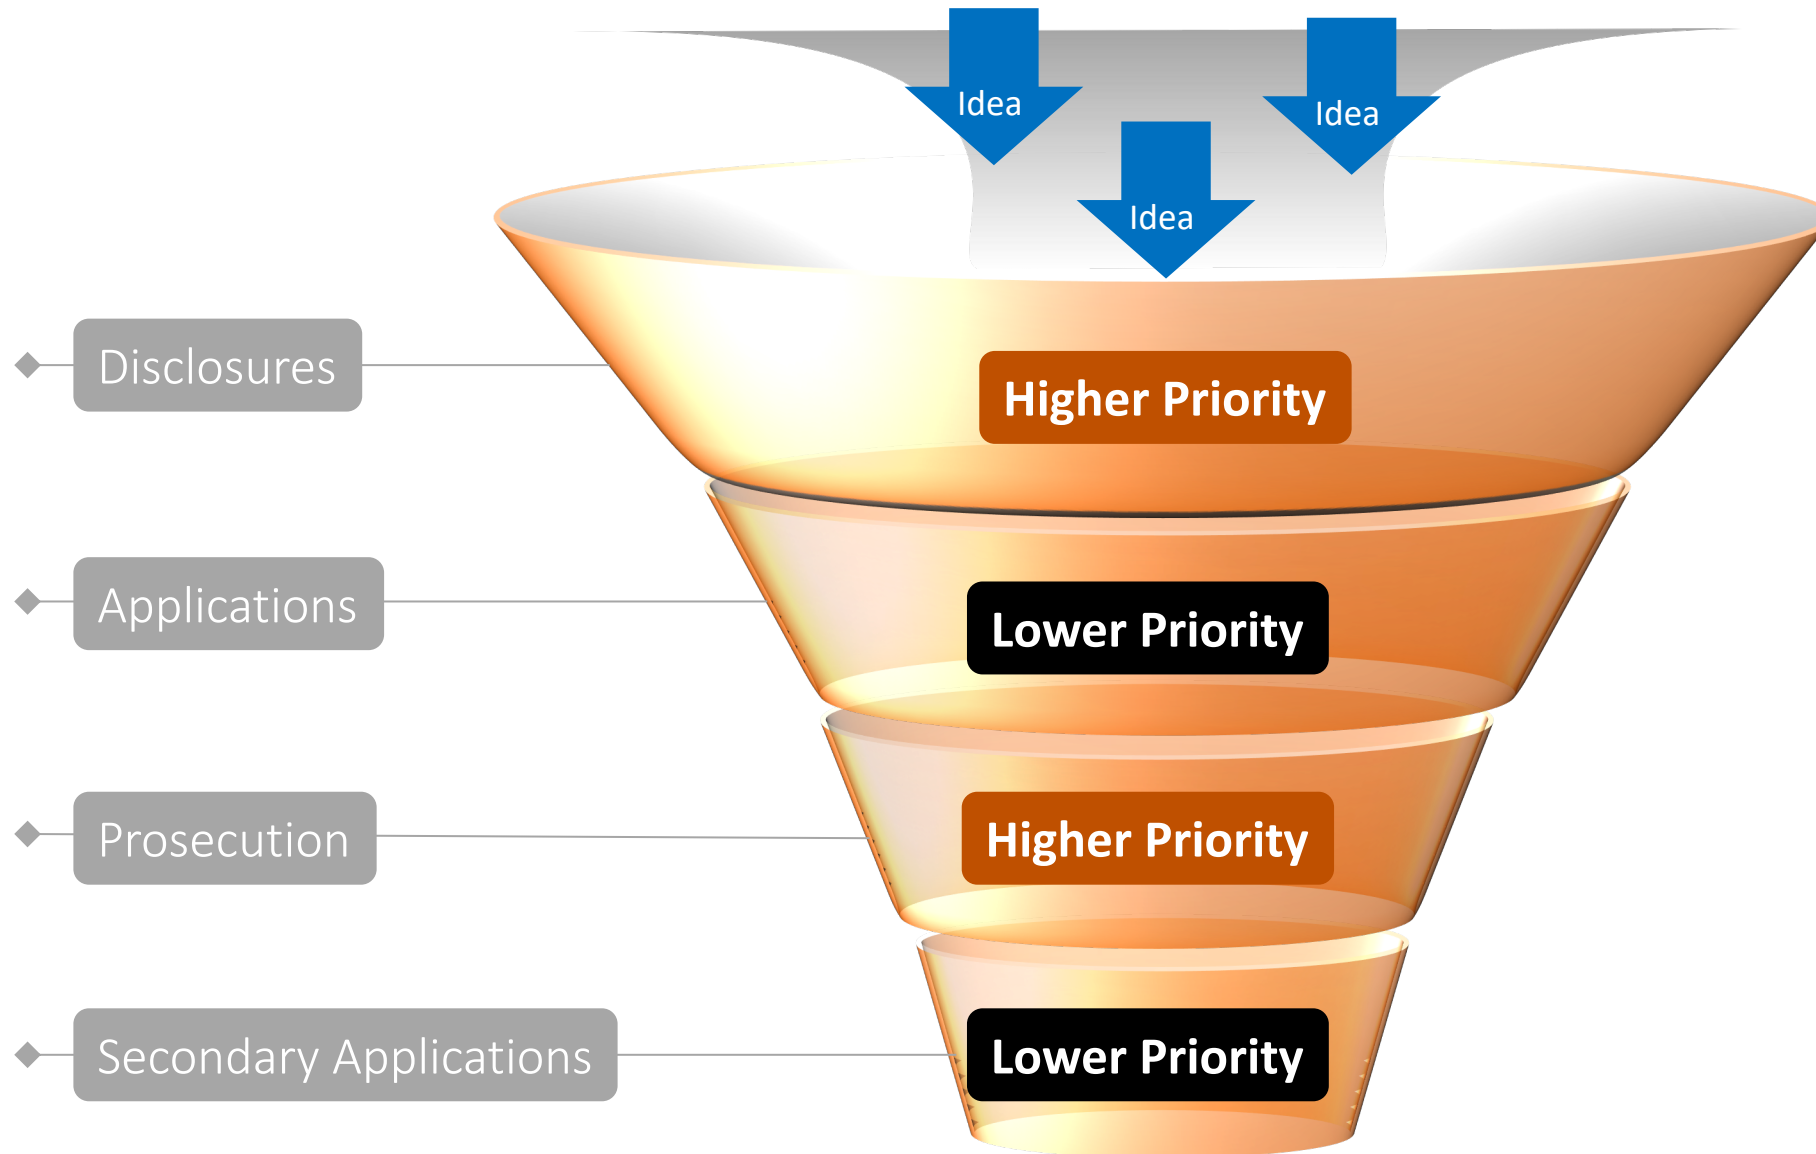 Idea
Idea
Idea
Disclosures
Higher Priority
Applications
Lower Priority
Prosecution
Higher Priority
Secondary Applications
Lower Priority